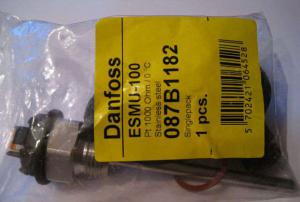 Danfoss
ESMU-100
Pt 1000 Ohm / 0 °C
Stainless steel
087B1182
Singlepack
1 pcs.
5 702421 064528